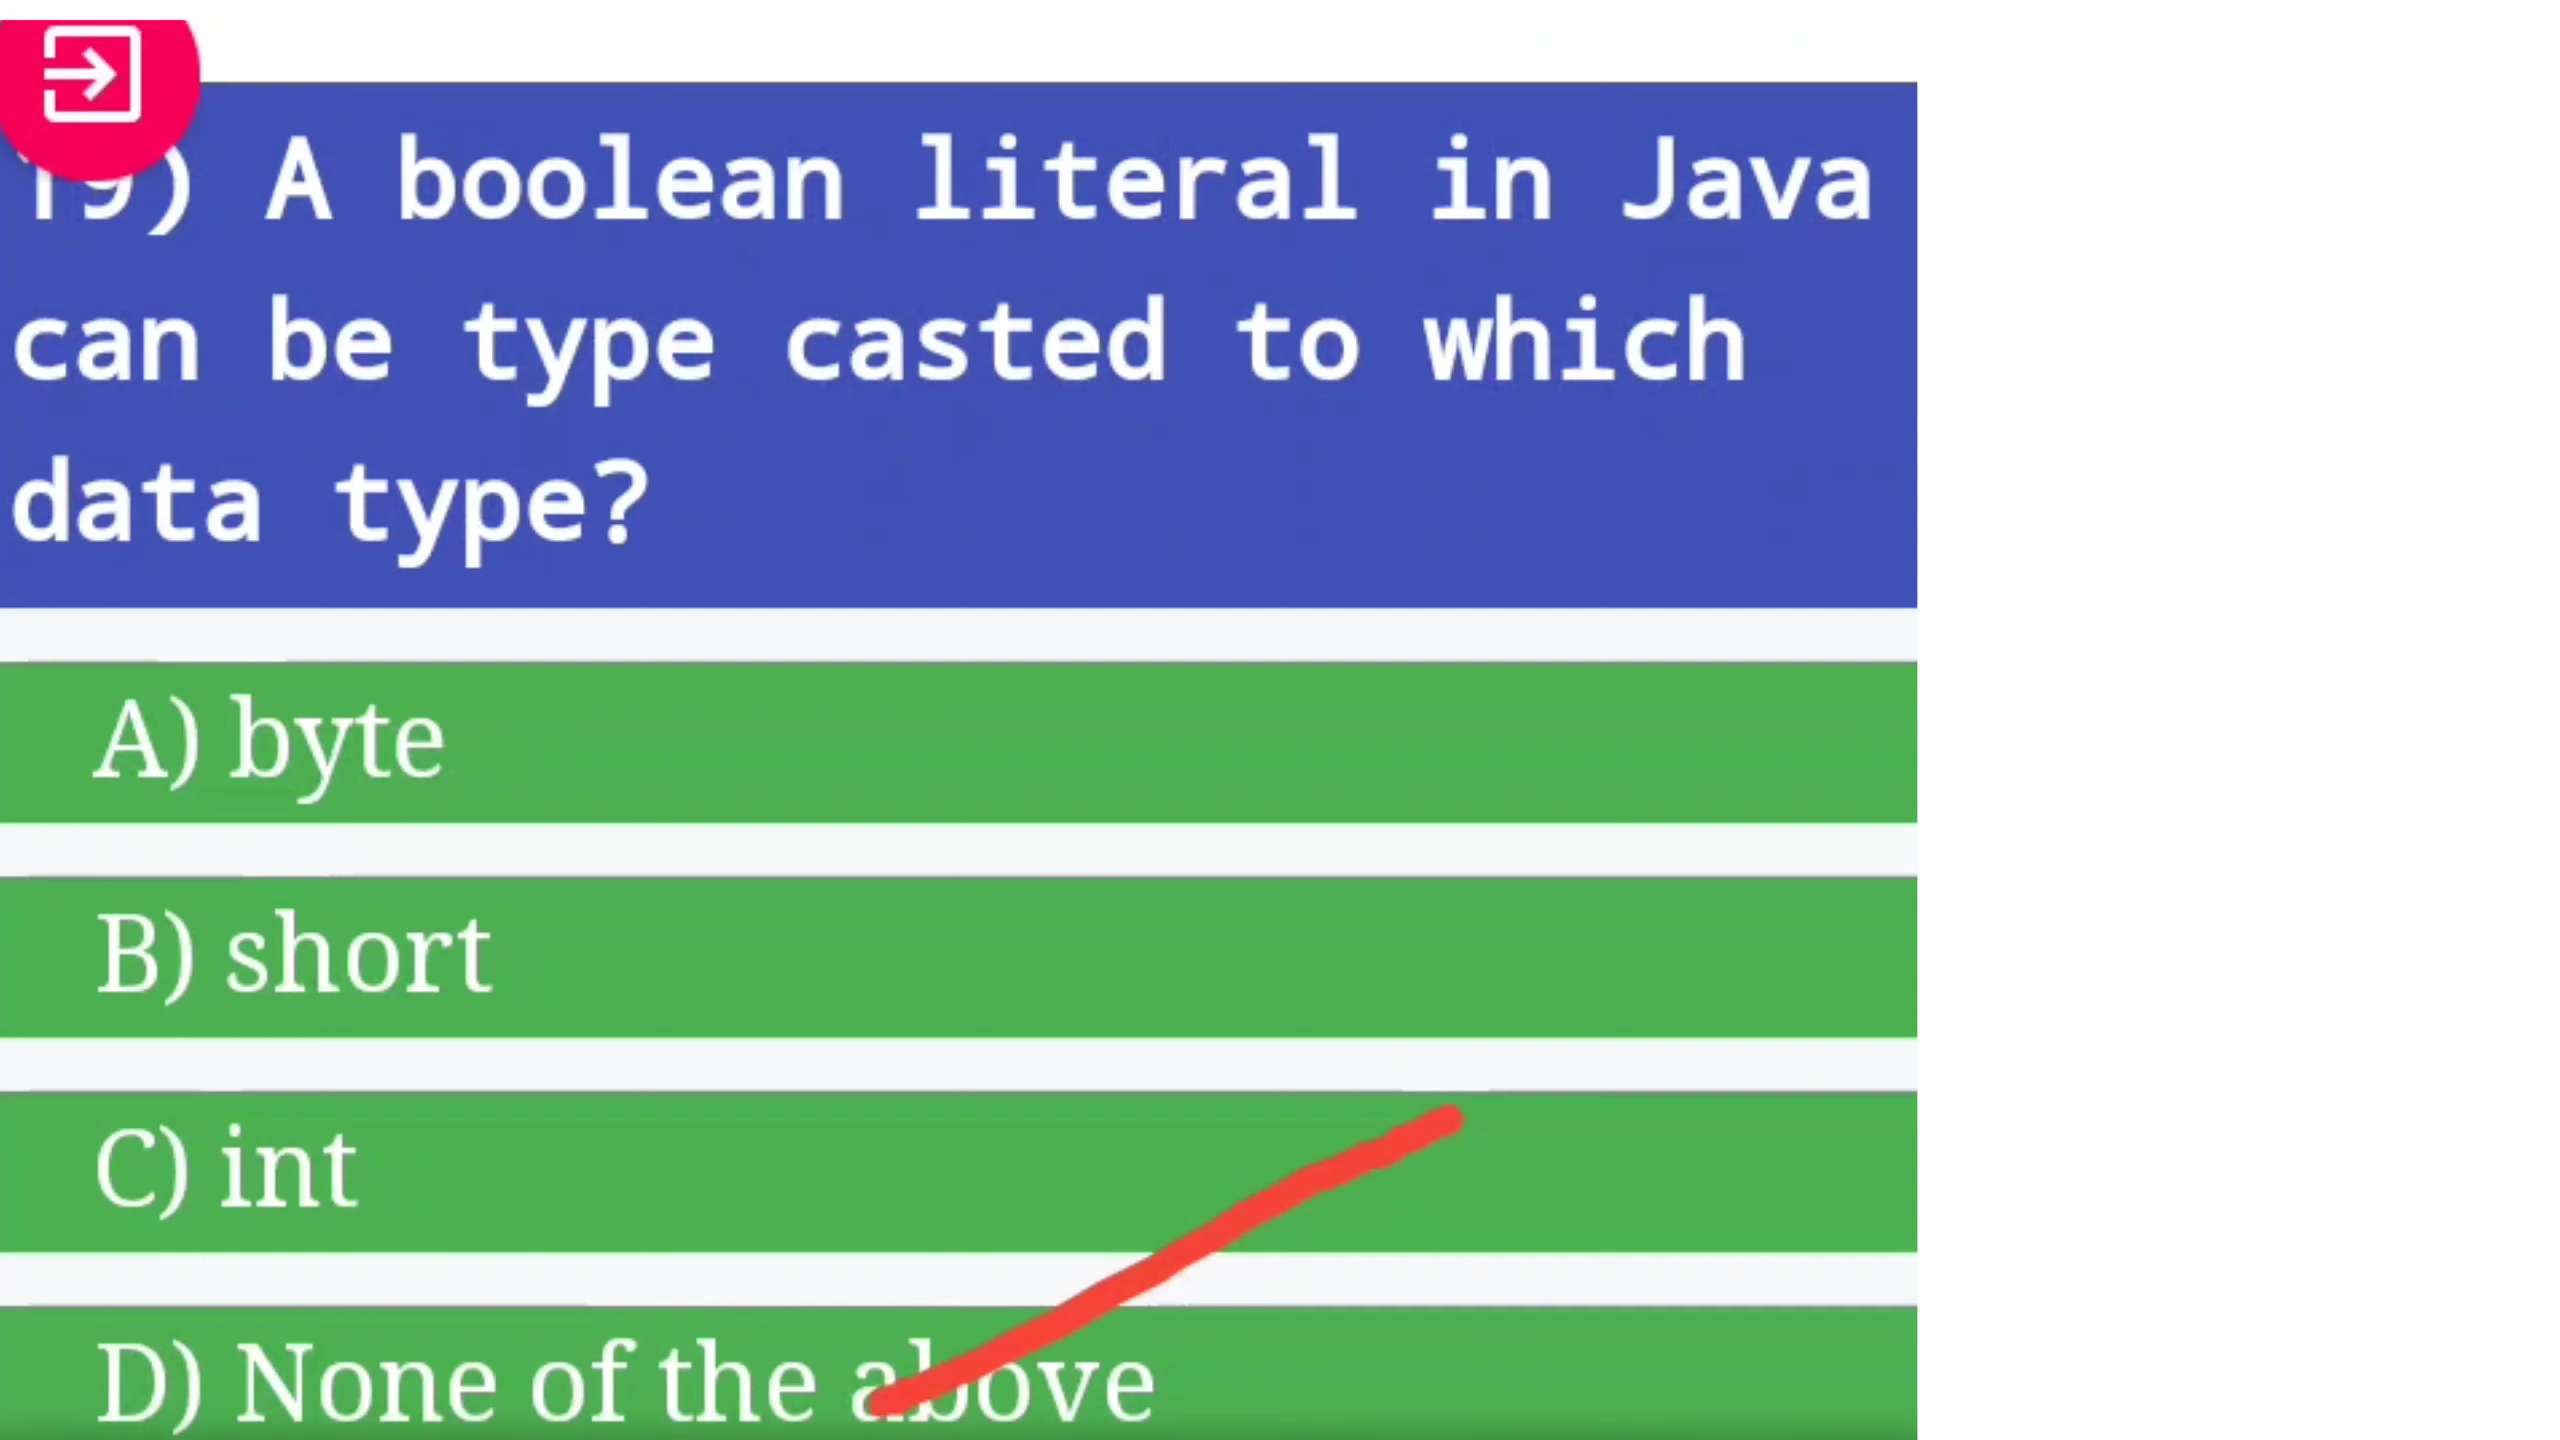 19) A boolean literal in Java
can be type casted to which
data type?
A) byte
B) short
C) int
D) None of the above